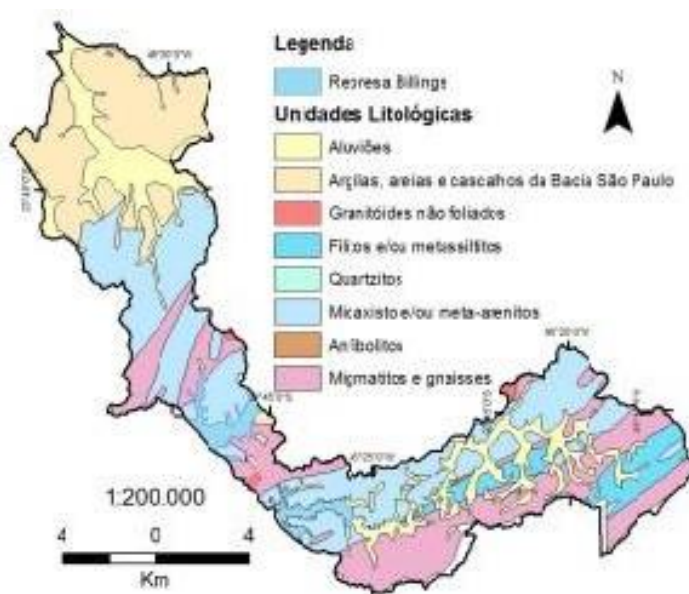 Legenda
Represa Billings
Unidades Litológicas
Aluviões
Argilas, areias e cascalhos da Bacia São Paulo
Granitóides não foliados
Filitos e/ou metassiltitos
Quartzitos
Micaxisto e/ou meta-arenitos
Anfibolitos
Migmatitos e gnaisses
N
1:200.000
4 0 4
Km